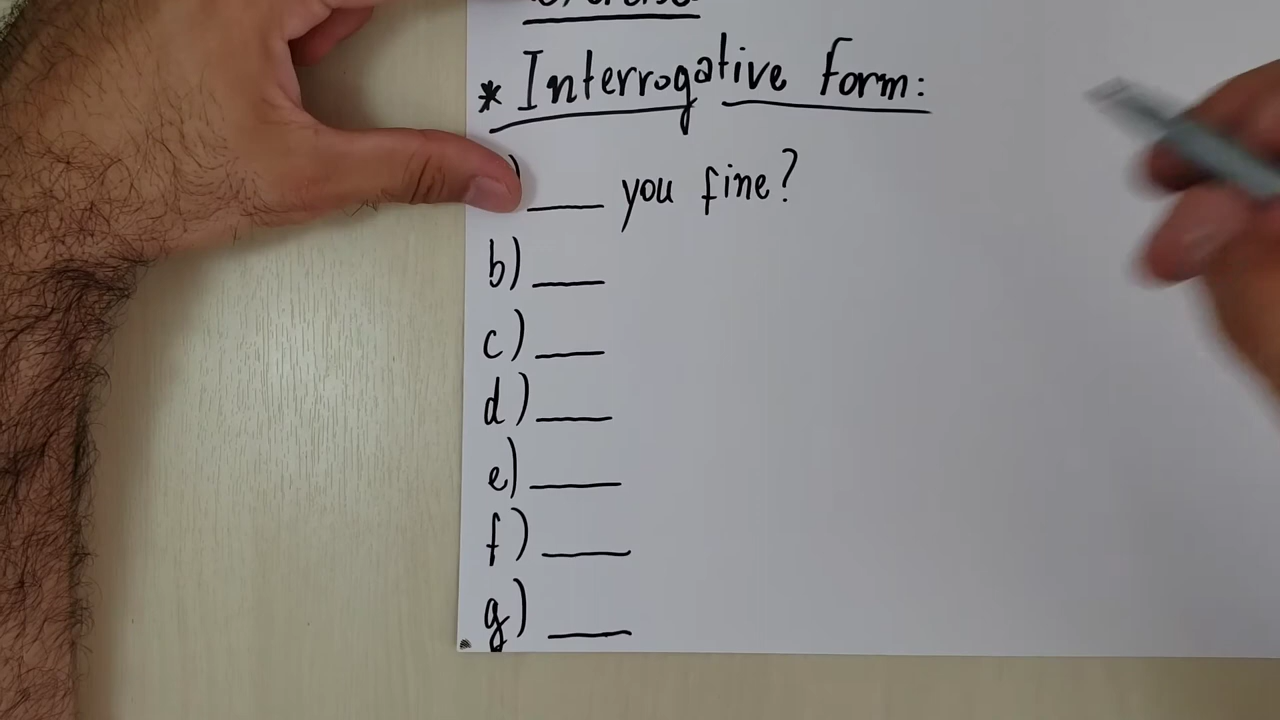 * Interrogative form:
) ___ you fine?
b) ___
c) ___
d) ___
e) ___
f) ___
g) ___